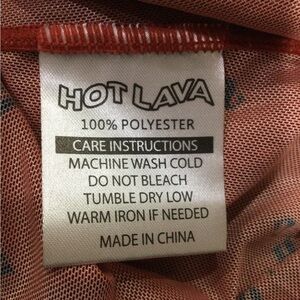 HOT LAVA
100% POLYESTER
CARE INSTRUCTIONS
MACHINE WASH COLD
DO NOT BLEACH
TUMBLE DRY LOW
WARM IRON IF NEEDED
MADE IN CHINA